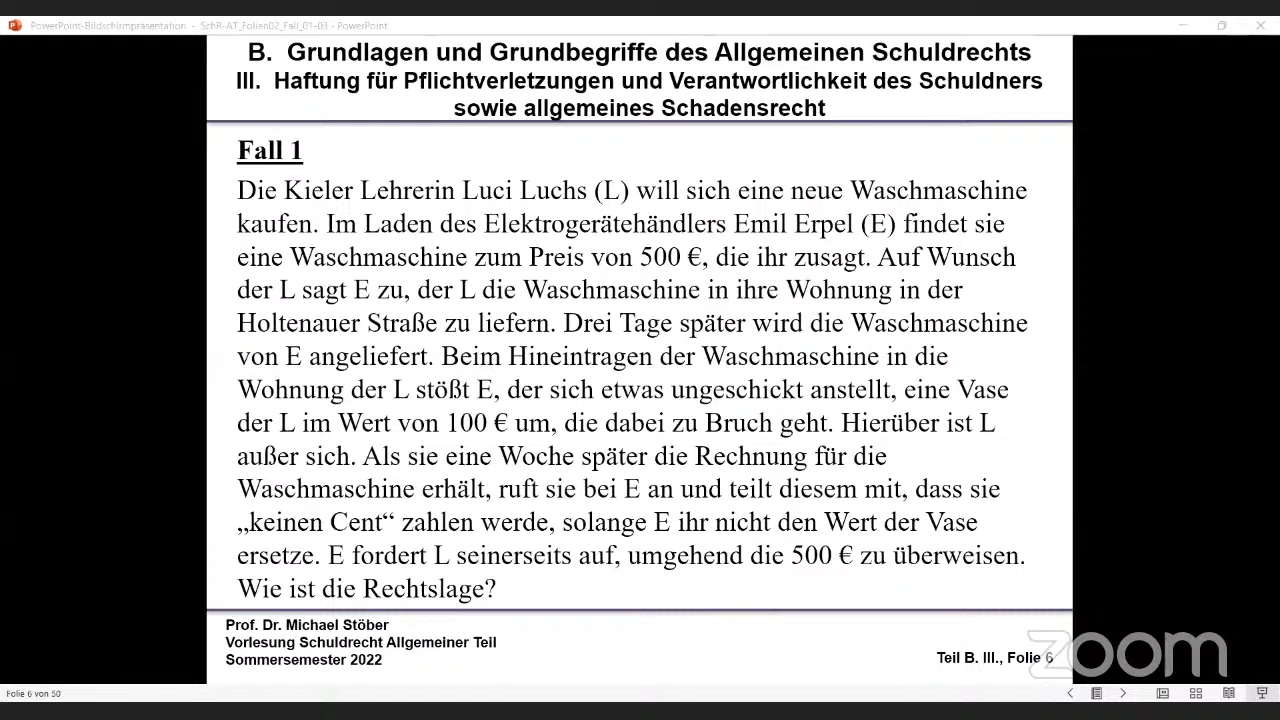 PowerPoint-Bildschirmpräsentation - SchR-AT_Folien02_Fall_01-03 - PowerPoint
B. Grundlagen und Grundbegriffe des Allgemeinen Schuldrechts
III. Haftung für Pflichtverletzungen und Verantwortlichkeit des Schuldners
sowie allgemeines Schadensrecht
Fall 1
Die Kieler Lehrerin Luci Luchs (L) will sich eine neue Waschmaschine
kaufen. Im Laden des Elektrogerätehändlers Emil Erpel (E) findet sie
eine Waschmaschine zum Preis von 500 €, die ihr zusagt. Auf Wunsch
der L sagt E zu, der L die Waschmaschine in ihre Wohnung in der
Holtenauer Straße zu liefern. Drei Tage später wird die Waschmaschine
von E angeliefert. Beim Hineintragen der Waschmaschine in die
Wohnung der L stößt E, der sich etwas ungeschickt anstellt, eine Vase
der L im Wert von 100 € um, die dabei zu Bruch geht. Hierüber ist L
außer sich. Als sie eine Woche später die Rechnung für die
Waschmaschine erhält, ruft sie bei E an und teilt diesem mit, dass sie
„keinen Cent“ zahlen werde, solange E ihr nicht den Wert der Vase
ersetze. E fordert L seinerseits auf, umgehend die 500 € zu überweisen.
Wie ist die Rechtslage?
Prof. Dr. Michael Stöber
Vorlesung Schuldrecht Allgemeiner Teil
Sommersemester 2022
Teil B. III., Folie 6
zoom
Folie 6 von 50